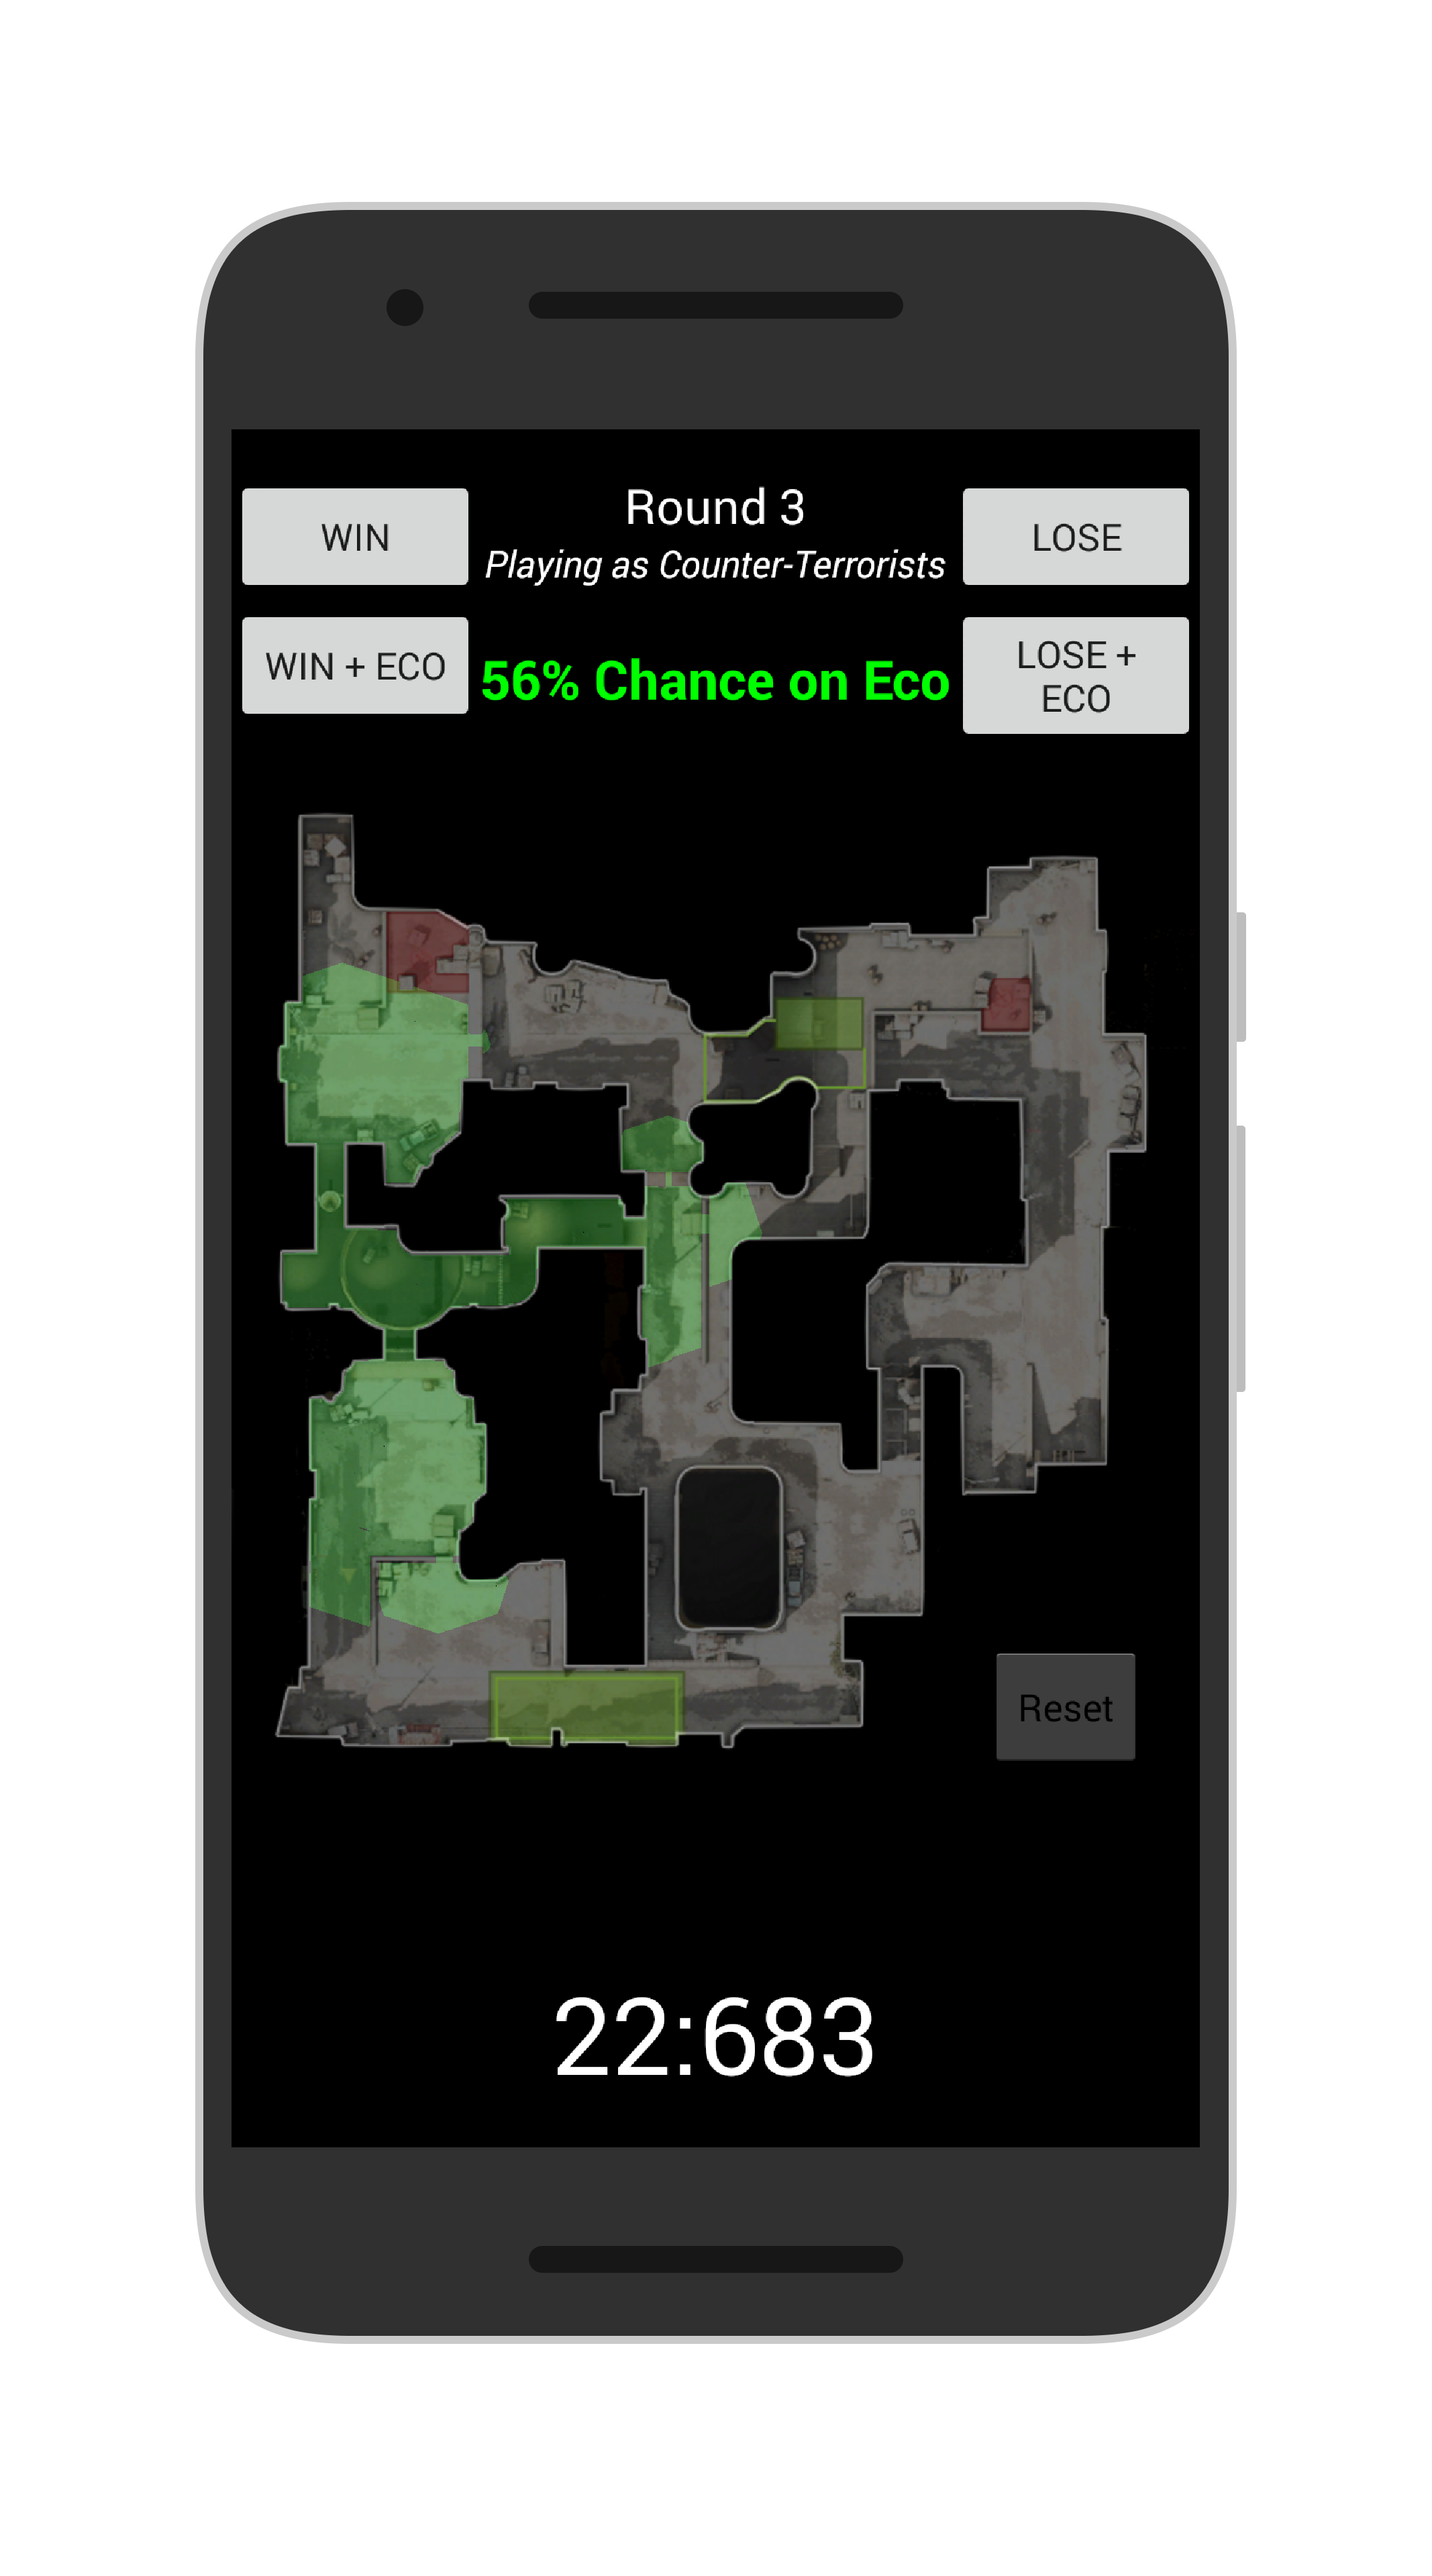 WIN
Round 3
LOSE
Playing as Counter-Terrorists
WIN + ECO
56% Chance on Eco
LOSE +
ECO
Reset
22:683